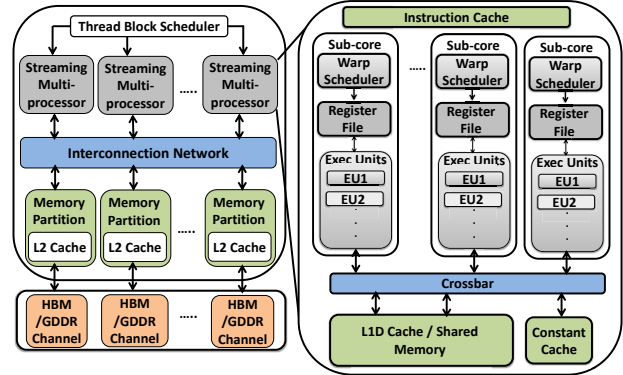 Thread Block Scheduler
Streaming
Multi-
processor
Streaming
Multi-
processor
.....
Streaming
Multi-
processor
Interconnection Network
Memory
Partition
L2 Cache
Memory
Partition
L2 Cache
.....
Memory
Partition
L2 Cache
HBM
/GDDR
Channel
HBM
/GDDR
Channel
.....
HBM
/GDDR
Channel
Instruction Cache
Sub-core
Warp
Scheduler
Register
File
Exec Units
EU1
EU2
.
.
.
.....
Sub-core
Warp
Scheduler
Register
File
Exec Units
EU1
EU2
.
.
.
Sub-core
Warp
Scheduler
Register
File
Exec Units
EU1
EU2
.
.
.
Crossbar
L1D Cache / Shared
Memory
Constant
Cache